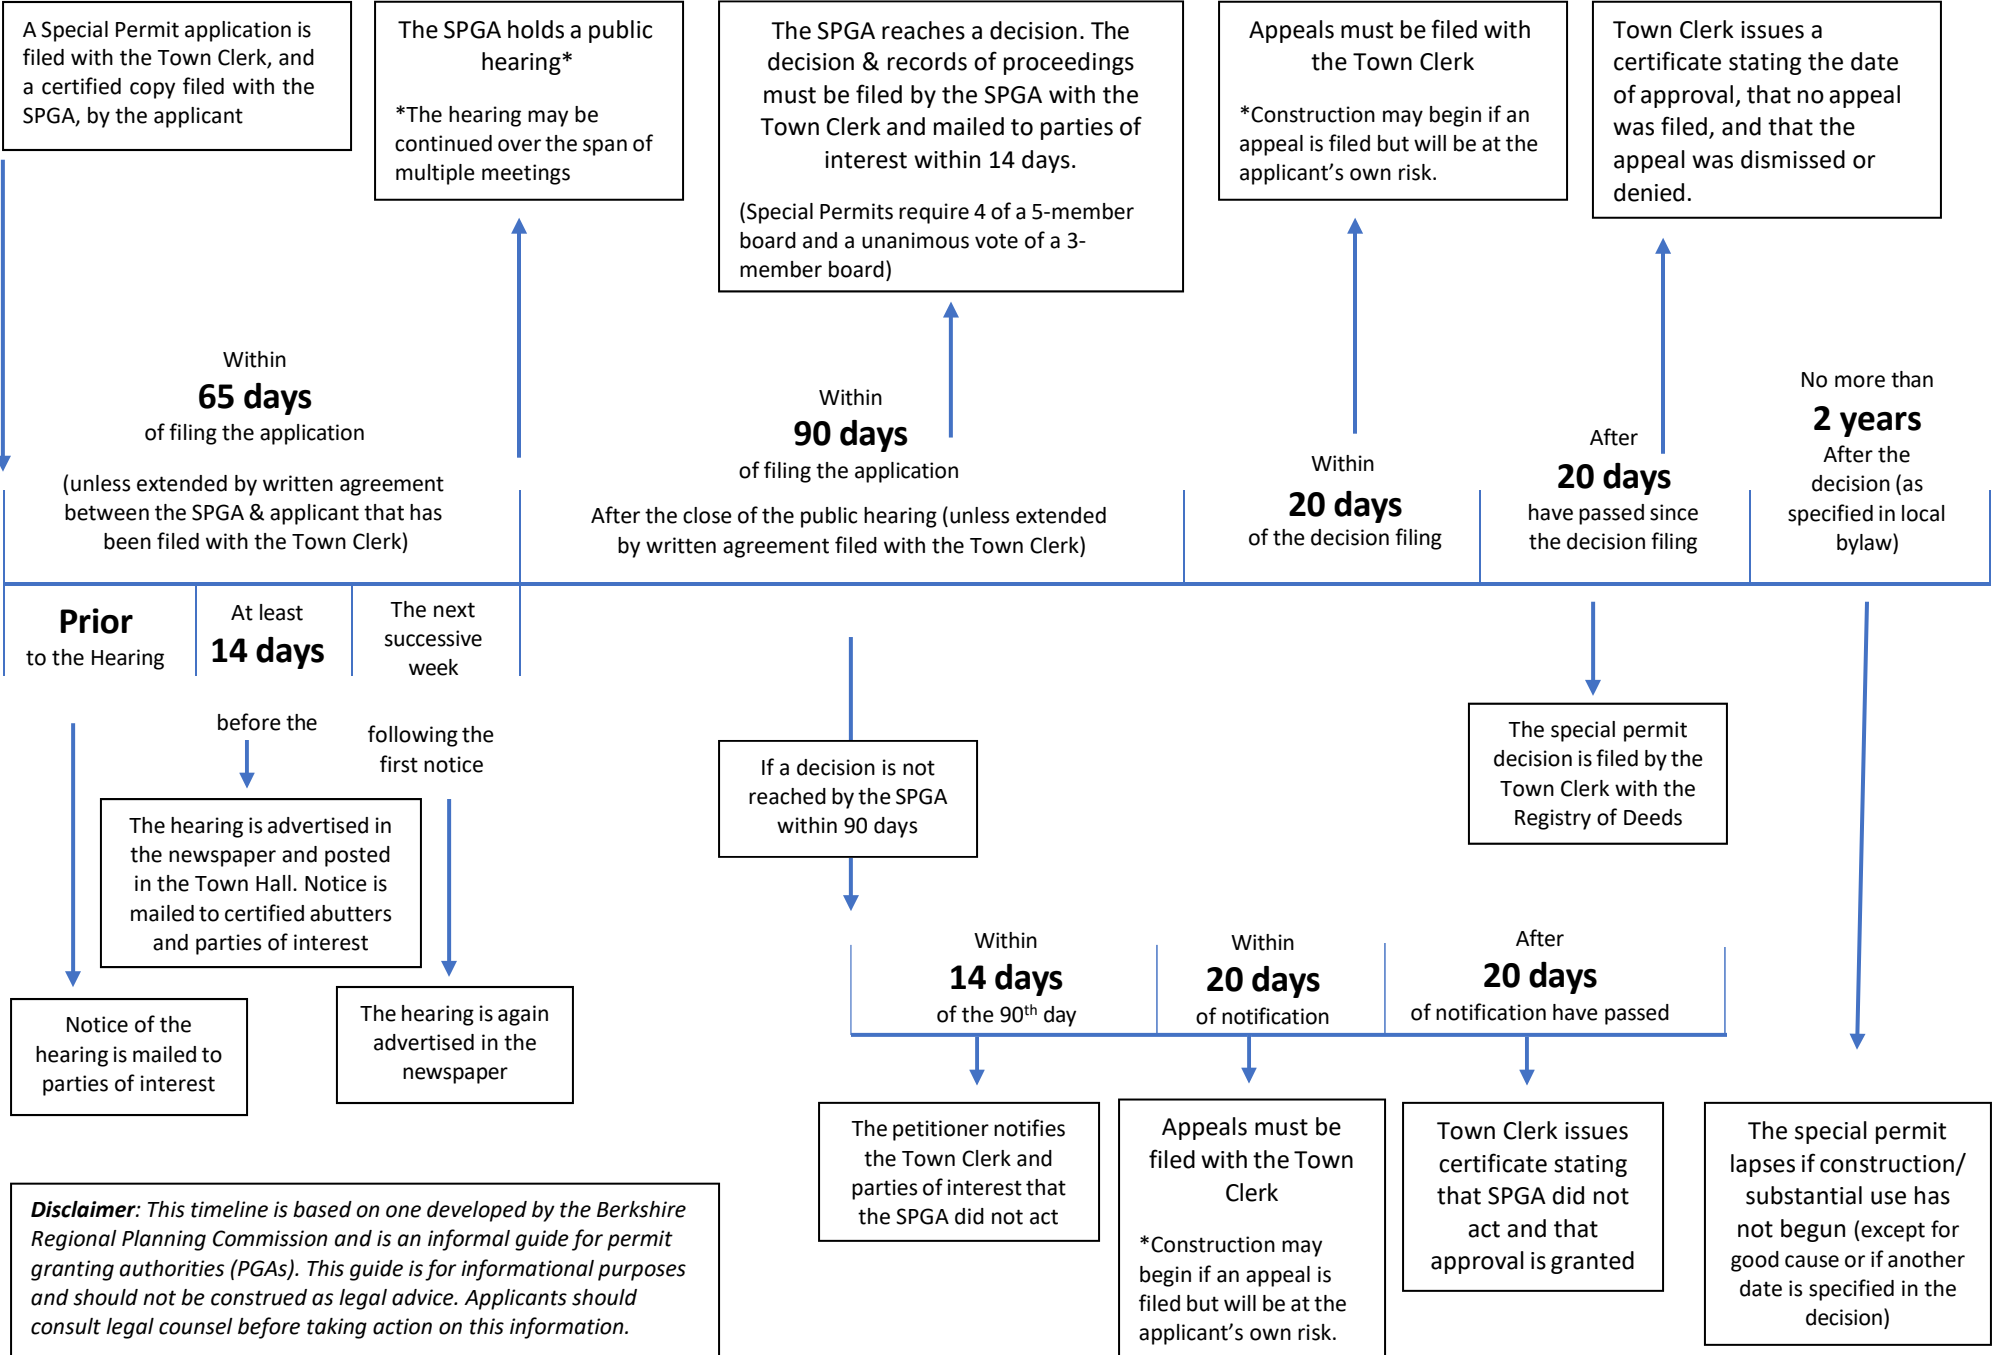 A Special Permit application is
filed with the Town Clerk, and
a certified copy filed with the
SPGA, by the applicant
The SPGA holds a public
hearing*
*The hearing may be
continued over the span of
multiple meetings
The SPGA reaches a decision. The
decision & records of proceedings
must be filed by the SPGA with the
Town Clerk and mailed to parties of
interest within 14 days.
(Special Permits require 4 of a 5-member
board and a unanimous vote of a 3-
member board)
Appeals must be filed with
the Town Clerk
*Construction may begin if an
appeal is filed but will be at the
applicant's own risk.
Town Clerk issues a
certificate stating the date
of approval, that no appeal
was filed, and that the
appeal was dismissed or
denied.
Within
65 days
of filing the application
(unless extended by written agreement
between the SPGA & applicant that has
been filed with the Town Clerk)
Within
90 days
of filing the application
After the close of the public hearing (unless extended
by written agreement filed with the Town Clerk)
Within
20 days
of the decision filing
After
20 days
have passed since
the decision filing
No more than
2 years
After the
decision (as
specified in local
bylaw)
Prior
to the Hearing
At least
14 days
before the
The next
successive
week
following the
first notice
The hearing is advertised in
the newspaper and posted
in the Town Hall. Notice is
mailed to certified abutters
and parties of interest
Notice of the
hearing is mailed to
parties of interest
The hearing is again
advertised in the
newspaper
If a decision is not
reached by the SPGA
within 90 days
The special permit
decision is filed by the
Town Clerk with the
Registry of Deeds
Within
14 days
of the 90th day
Within
20 days
of notification
After
20 days
of notification have passed
The petitioner notifies
the Town Clerk and
parties of interest that
the SPGA did not act
Appeals must be
filed with the Town
Clerk
*Construction may
begin if an appeal is
filed but will be at the
applicant's own risk.
Town Clerk issues
certificate stating
that SPGA did not
act and that
approval is granted
The special permit
lapses if construction/
substantial use has
not begun (except for
good cause or if another
date is specified in the
decision)
Disclaimer: This timeline is based on one developed by the Berkshire
Regional Planning Commission and is an informal guide for permit
granting authorities (PGAs). This guide is for informational purposes
and should not be construed as legal advice. Applicants should
consult legal counsel before taking action on this information.